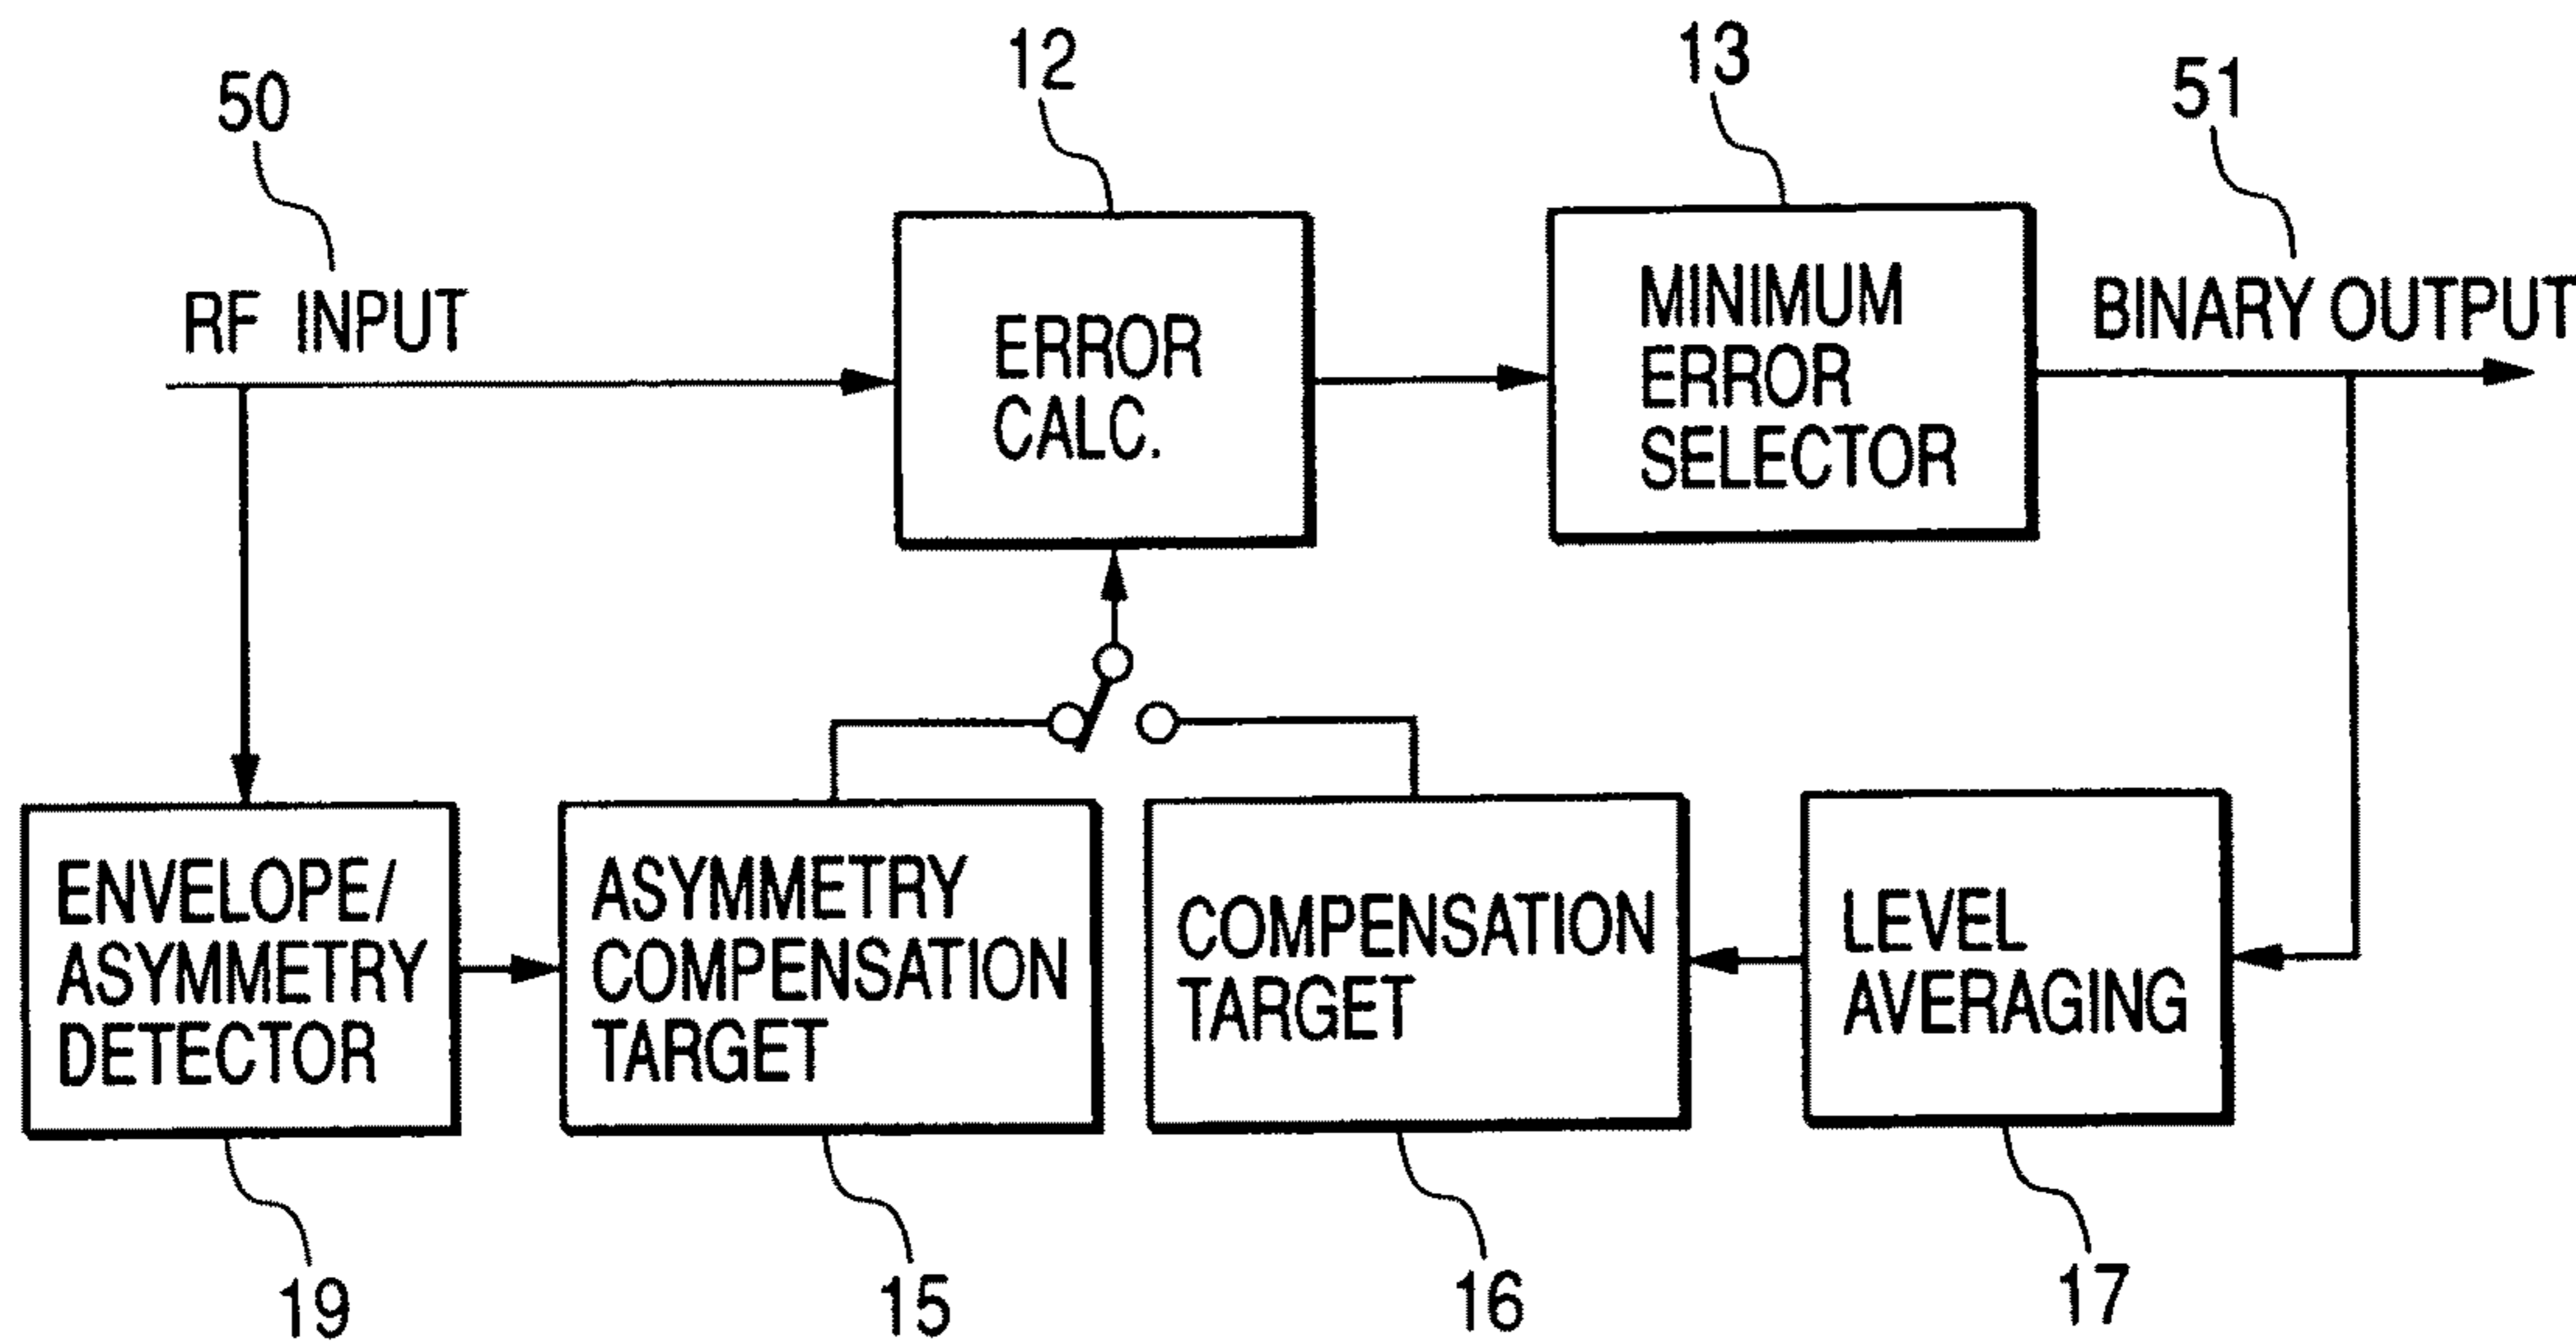 50
12
13
51
RF INPUT
ERROR
CALC.
MINIMUM
ERROR
SELECTOR
BINARY OUTPUT
ENVELOPE/
ASYMMETRY
DETECTOR
ASYMMETRY
COMPENSATION
TARGET
COMPENSATION
TARGET
LEVEL
AVERAGING
19
15
16
17